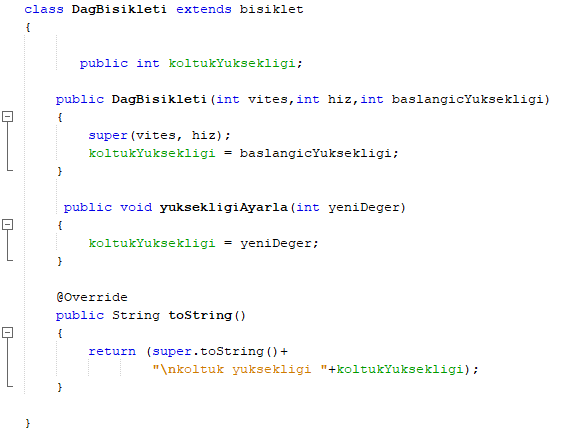 class DagBisikleti extends bisiklet
{
public int koltukYuksekligi;
public DagBisikleti(int vites,int hiz,int baslangicYuksekligi)
{
super(vites, hiz);
koltukYuksekligi = baslangicYuksekligi;
}
public void yuksekligiAyarla(int yeniDeger)
{
koltukYuksekligi = yeniDeger;
}
@Override
public String toString()
{
return (super.toString()+
"\nkoltuk yuksekligi "+koltukYuksekligi);
}
}